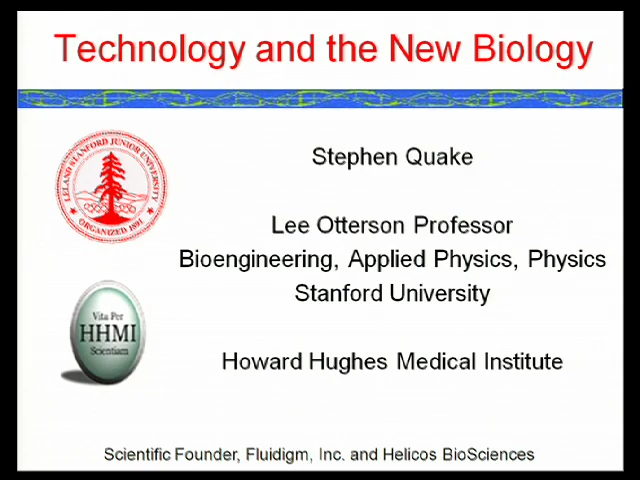 Technology and the New Biology
Stephen Quake
LELAND STANFORD JUNIOR UNIVERSITY
ORGANIZED 1891
Lee Otterson Professor
Bioengineering, Applied Physics, Physics
Stanford University
Vita Per
HHMI
Scientiam
Howard Hughes Medical Institute
Scientific Founder, Fluidigm, Inc. and Helicos BioSciences